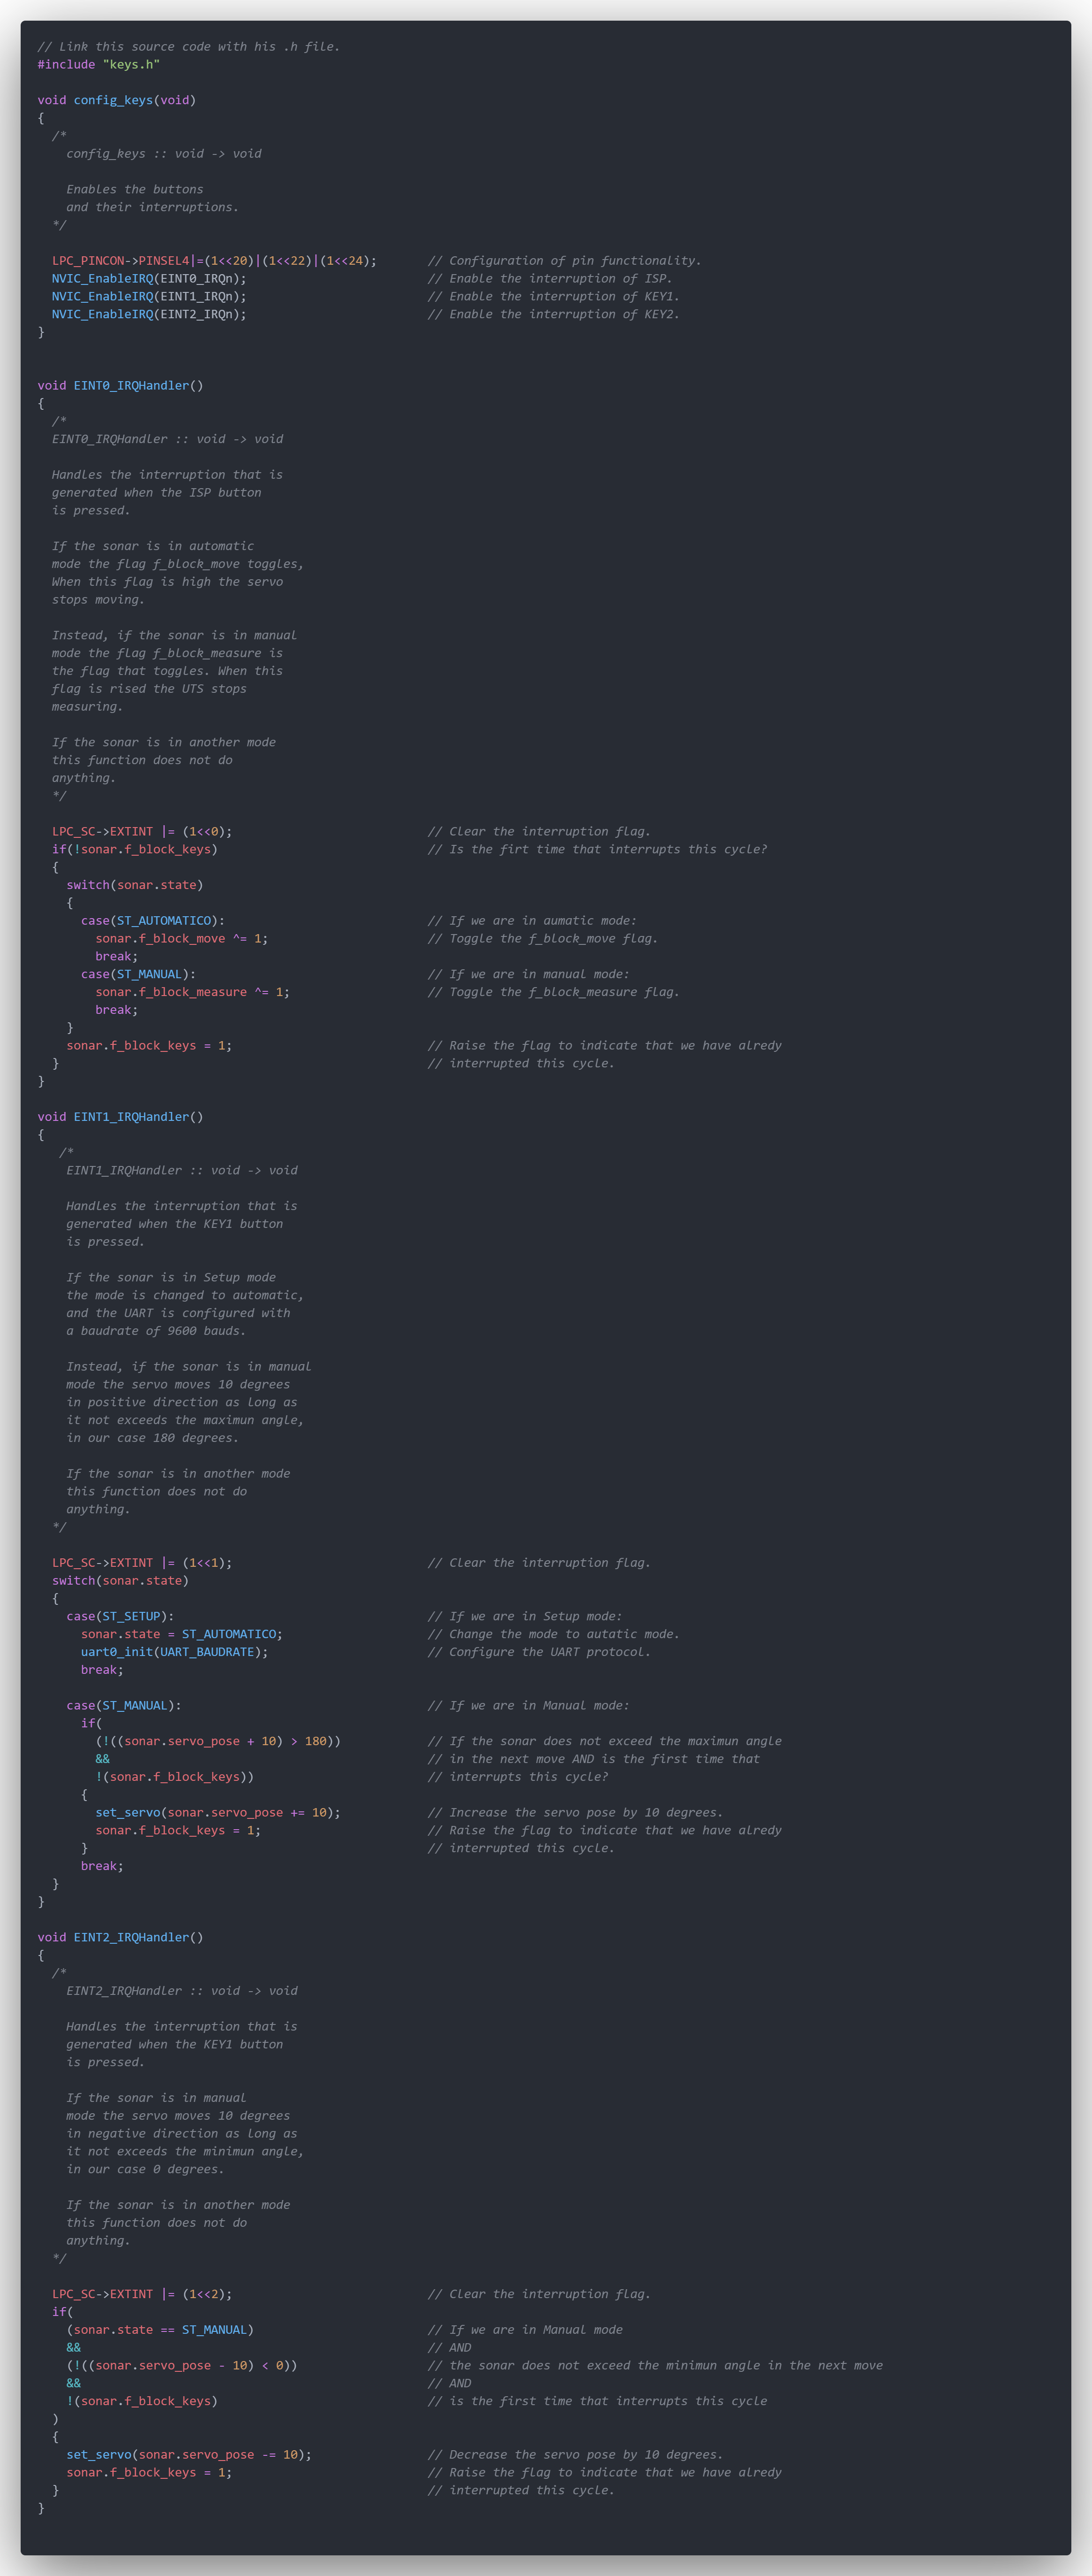 // Link this source code with his .h file.
#include "keys.h"

void config_keys(void)
{
  /*
    config_keys :: void -> void

    Enables the buttons
    and their interruptions.
  */

  LPC_PINCON->PINSEL4|=(1<<20)|(1<<22)|(1<<24);       // Configuration of pin functionality.
  NVIC_EnableIRQ(EINT0_IRQn);                         // Enable the interruption of ISP.
  NVIC_EnableIRQ(EINT1_IRQn);                         // Enable the interruption of KEY1.
  NVIC_EnableIRQ(EINT2_IRQn);                         // Enable the interruption of KEY2.
}


void EINT0_IRQHandler()
{
  /*
  EINT0_IRQHandler :: void -> void

  Handles the interruption that is
  generated when the ISP button
  is pressed.

  If the sonar is in automatic
  mode the flag f_block_move toggles,
  When this flag is high the servo
  stops moving.

  Instead, if the sonar is in manual
  mode the flag f_block_measure is
  the flag that toggles. When this
  flag is rised the UTS stops
  measuring.

  If the sonar is in another mode
  this function does not do
  anything.
  */

  LPC_SC->EXTINT |= (1<<0);                           // Clear the interruption flag.
  if(!sonar.f_block_keys)                             // Is the firt time that interrupts this cycle?
  {
    switch(sonar.state)
    {
      case(ST_AUTOMATICO):                            // If we are in aumatic mode:
        sonar.f_block_move ^= 1;                      // Toggle the f_block_move flag.
        break;
      case(ST_MANUAL):                                // If we are in manual mode:
        sonar.f_block_measure ^= 1;                   // Toggle the f_block_measure flag.
        break;
    }
    sonar.f_block_keys = 1;                           // Raise the flag to indicate that we have alredy
  }                                                   // interrupted this cycle.
}

void EINT1_IRQHandler()
{
   /*
    EINT1_IRQHandler :: void -> void

    Handles the interruption that is
    generated when the KEY1 button
    is pressed.

    If the sonar is in Setup mode
    the mode is changed to automatic,
    and the UART is configured with
    a baudrate of 9600 bauds.

    Instead, if the sonar is in manual
    mode the servo moves 10 degrees
    in positive direction as long as
    it not exceeds the maximun angle,
    in our case 180 degrees.

    If the sonar is in another mode
    this function does not do
    anything.
  */

  LPC_SC->EXTINT |= (1<<1);                           // Clear the interruption flag.
  switch(sonar.state)
  {
    case(ST_SETUP):                                   // If we are in Setup mode:
      sonar.state = ST_AUTOMATICO;                    // Change the mode to autatic mode.
      uart0_init(UART_BAUDRATE);                      // Configure the UART protocol.
      break;

    case(ST_MANUAL):                                  // If we are in Manual mode:
      if(
        (!((sonar.servo_pose + 10) > 180))            // If the sonar does not exceed the maximun angle
        &&                                            // in the next move AND is the first time that
        !(sonar.f_block_keys))                        // interrupts this cycle?
      {
        set_servo(sonar.servo_pose += 10);            // Increase the servo pose by 10 degrees.
        sonar.f_block_keys = 1;                       // Raise the flag to indicate that we have alredy
      }                                               // interrupted this cycle.
      break;
  }
}

void EINT2_IRQHandler()
{
  /*
    EINT2_IRQHandler :: void -> void

    Handles the interruption that is
    generated when the KEY1 button
    is pressed.

    If the sonar is in manual
    mode the servo moves 10 degrees
    in negative direction as long as
    it not exceeds the minimun angle,
    in our case 0 degrees.

    If the sonar is in another mode
    this function does not do
    anything.
  */

  LPC_SC->EXTINT |= (1<<2);                           // Clear the interruption flag.
  if(
    (sonar.state == ST_MANUAL)                        // If we are in Manual mode
    &&                                                // AND
    (!((sonar.servo_pose - 10) < 0))                  // the sonar does not exceed the minimun angle in the next move
    &&                                                // AND
    !(sonar.f_block_keys)                             // is the first time that interrupts this cycle
  )
  {
    set_servo(sonar.servo_pose -= 10);                // Decrease the servo pose by 10 degrees.
    sonar.f_block_keys = 1;                           // Raise the flag to indicate that we have alredy
  }                                                   // interrupted this cycle.
}